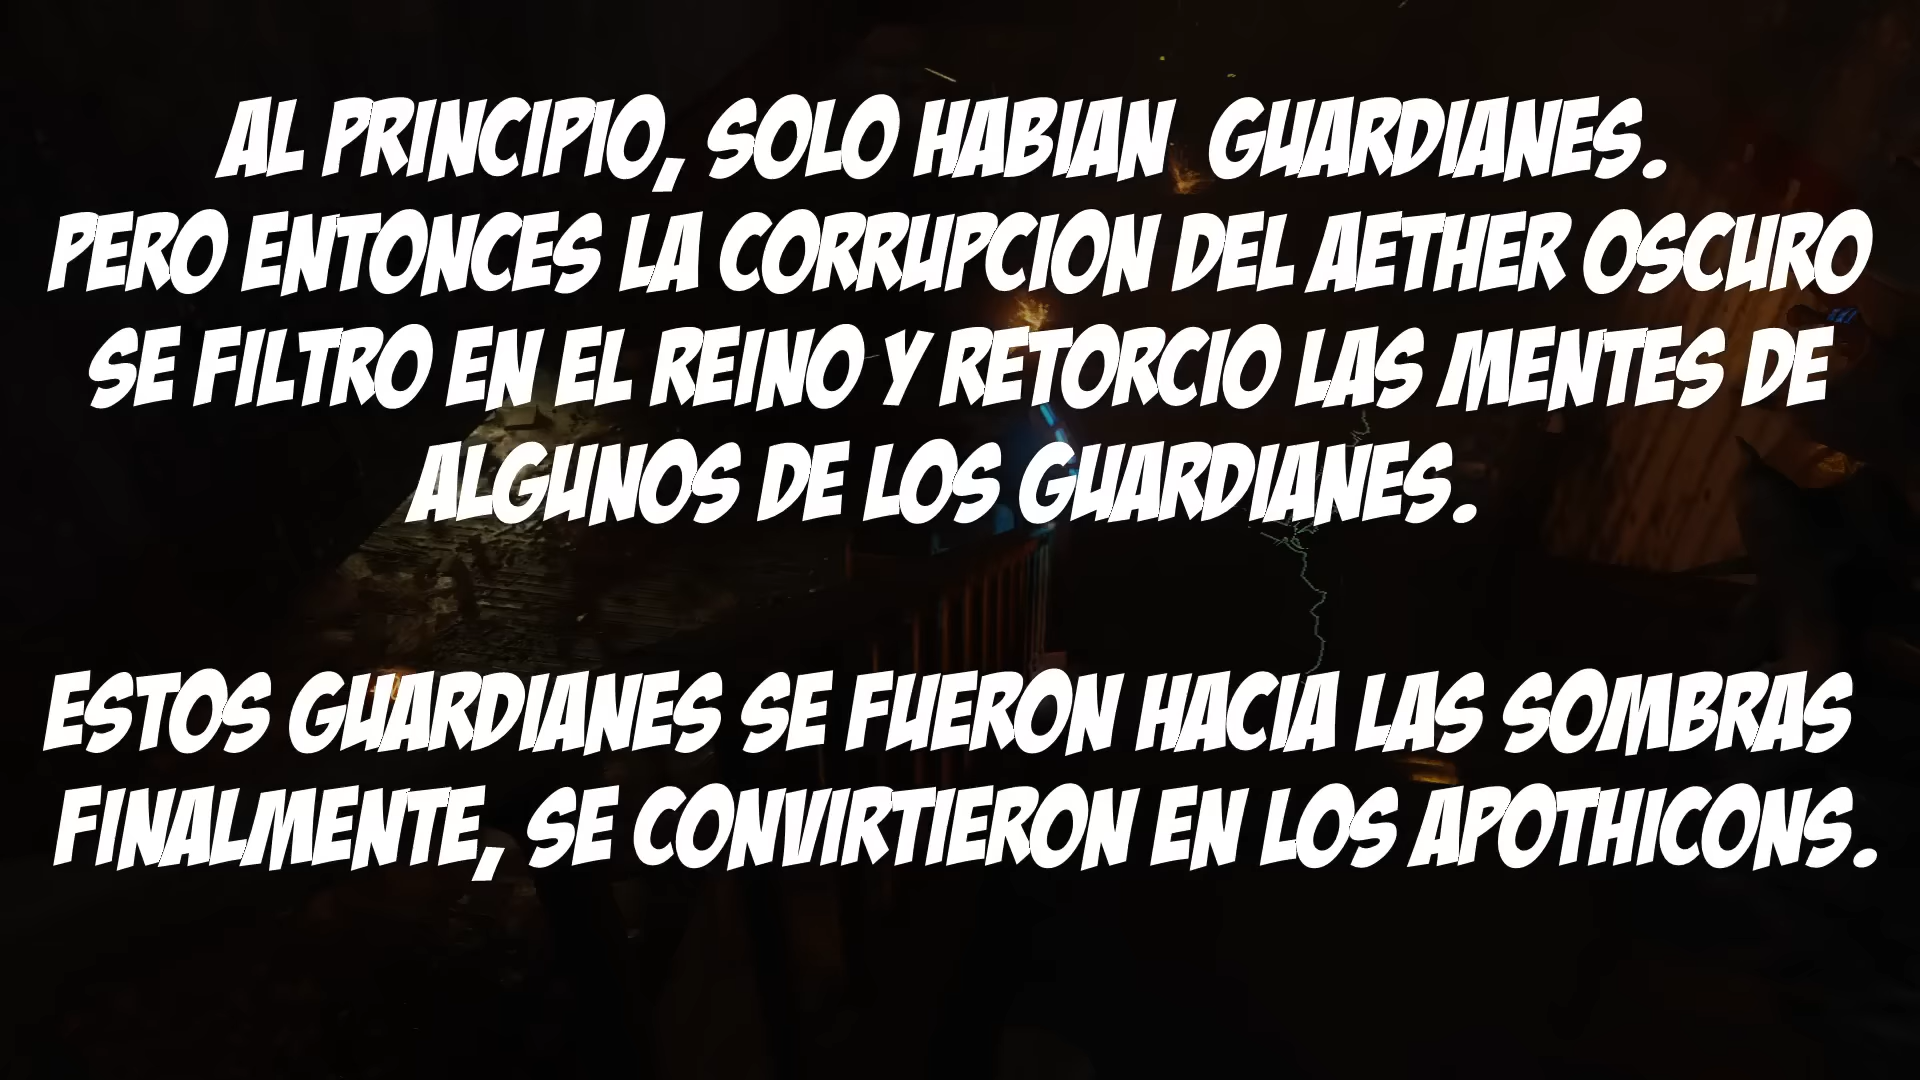 AL PRINCIPIO, SOLO HABIAN GUARDIANES.
PERO ENTONCES LA CORRUPCION DEL AETHER OSCURO
SE FILTRO EN EL REINO Y RETORCIO LAS MENTES DE
ALGUNOS DE LOS GUARDIANES.
ESTOS GUARDIANES SE FUERON HACIA LAS SOMBRAS
FINALMENTE, SE CONVIRTIERON EN LOS APOTHICONS.